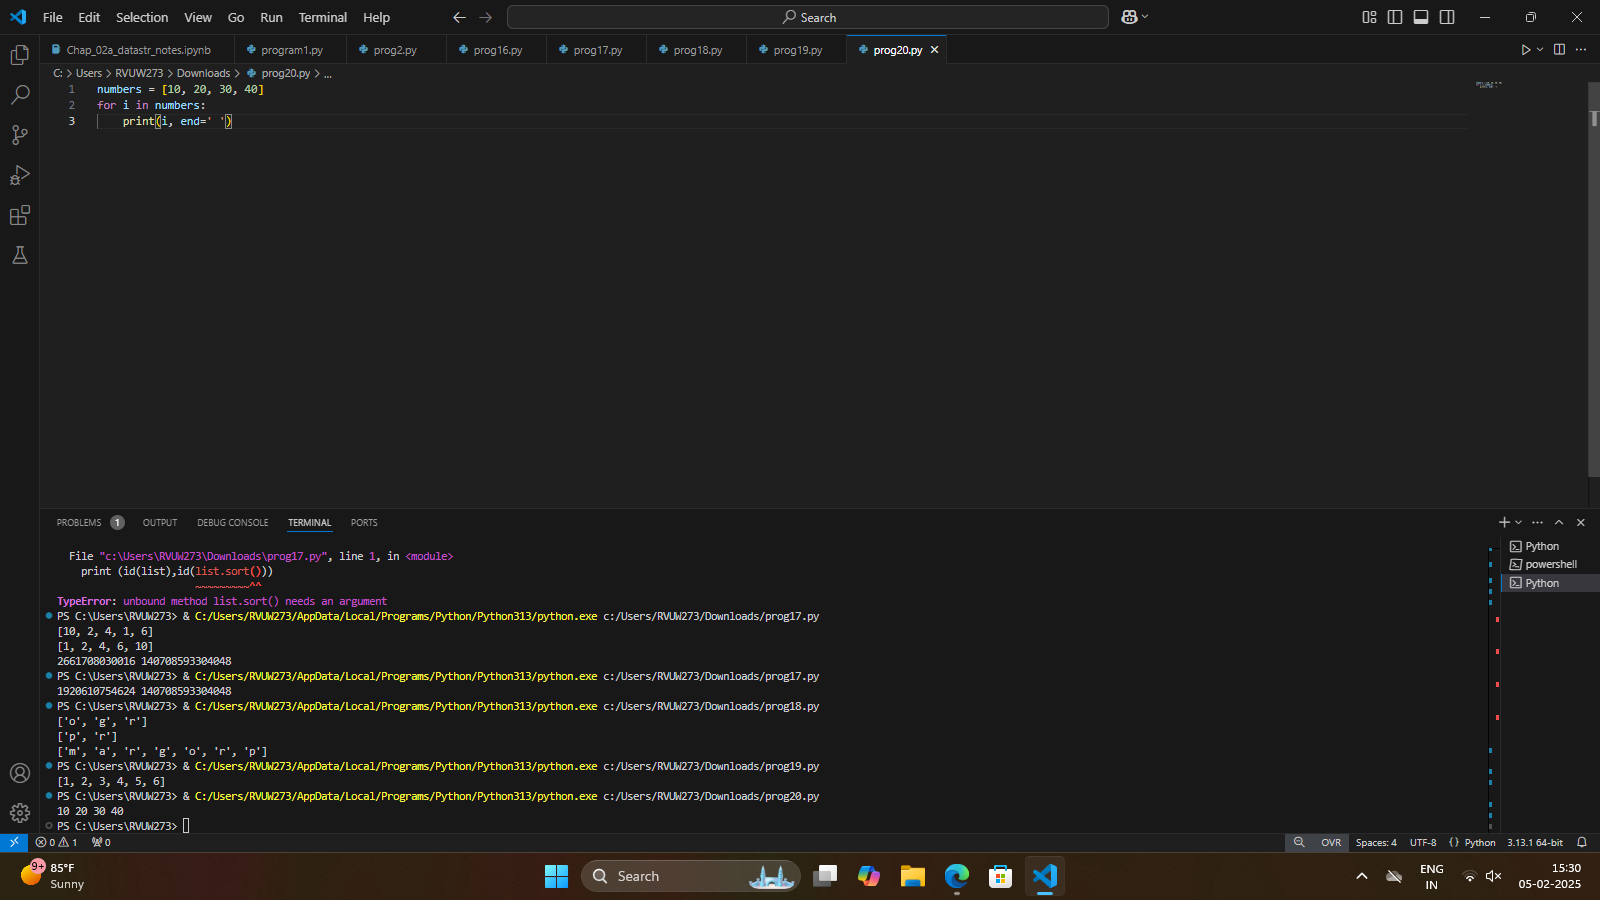 File Edit Selection View Go Run Terminal Help Search
Chap_02a_datastr_notes.ipynb program1.py prog2.py prog16.py prog17.py prog18.py prog19.py prog20.py
C: > Users > RVUW273 > Downloads > prog20.py > ...
1 numbers = [10, 20, 30, 40]
2 for i in numbers:
3 print(i, end=' ')
PROBLEMS 1 OUTPUT DEBUG CONSOLE TERMINAL PORTS
File "c:\Users\RVUW273\Downloads\prog17.py", line 1, in <module>
print (id(list),id(list.sort()))
~~~~~~~~~^^
TypeError: unbound method list.sort() needs an argument
PS C:\Users\RVUW273> & C:/Users/RVUW273/AppData/Local/Programs/Python/Python313/python.exe c:/Users/RVUW273/Downloads/prog17.py
[10, 2, 4, 1, 6]
[1, 2, 4, 6, 10]
2661708030016 140708593304048
PS C:\Users\RVUW273> & C:/Users/RVUW273/AppData/Local/Programs/Python/Python313/python.exe c:/Users/RVUW273/Downloads/prog17.py
1920610754624 140708593304048
PS C:\Users\RVUW273> & C:/Users/RVUW273/AppData/Local/Programs/Python/Python313/python.exe c:/Users/RVUW273/Downloads/prog18.py
['o', 'g', 'r']
['p', 'r']
['m', 'a', 'r', 'g', 'o', 'r', 'p']
PS C:\Users\RVUW273> & C:/Users/RVUW273/AppData/Local/Programs/Python/Python313/python.exe c:/Users/RVUW273/Downloads/prog19.py
[1, 2, 3, 4, 5, 6]
PS C:\Users\RVUW273> & C:/Users/RVUW273/AppData/Local/Programs/Python/Python313/python.exe c:/Users/RVUW273/Downloads/prog20.py
10 20 30 40
PS C:\Users\RVUW273>
Python
powershell
Python
0 1 0 OVR Spaces: 4 UTF-8 {} Python 3.13.1 64-bit
9+ 85°F
Sunny
Search
ENG
IN
15:30
05-02-2025